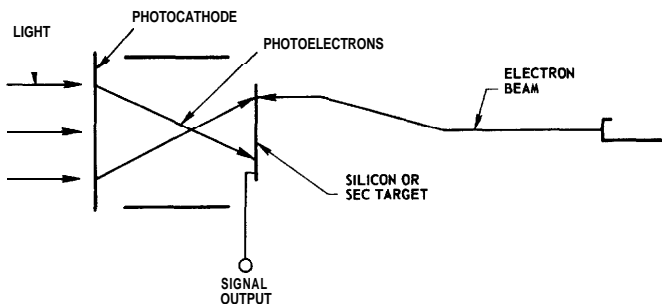 PHOTOCATHODE
LIGHT
PHOTOELECTRONS
ELECTRON
BEAM
SILICON OR
SEC TARGET
SIGNAL
OUTPUT